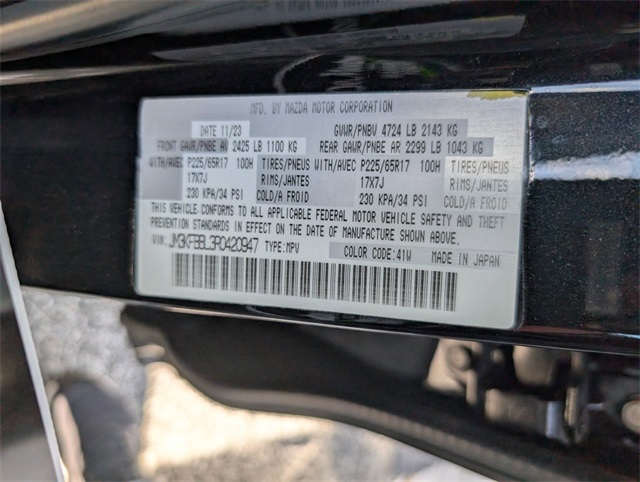 MFD. BY MAZDA MOTOR CORPORATION
DATE 11/23 GVWR/PNBV 4724 LB 2143 KG
FRONT GAWR/PNBE AV 2425 LB 1100 KG REAR GAWR/PNBE AR 2299 LB 1043 KG
WITH/AVEC P225/65R17 100H TIRES/PNEUS WITH/AVEC P225/65R17 100H TIRES/PNEUS
17X7J RIMS/JANTES 17X7J RIMS/JANTES
230 KPA/34 PSI COLD/A FROID 230 KPA/34 PSI COLD/A FROID
THIS VEHICLE CONFORMS TO ALL APPLICABLE FEDERAL MOTOR VEHICLE SAFETY AND THEFT
PREVENTION STANDARDS IN EFFECT ON THE DATE OF MANUFACTURE SHOWN ABOVE.
VIN: JM3KFBBL3R0420947 TYPE:MPV COLOR CODE:41W MADE IN JAPAN